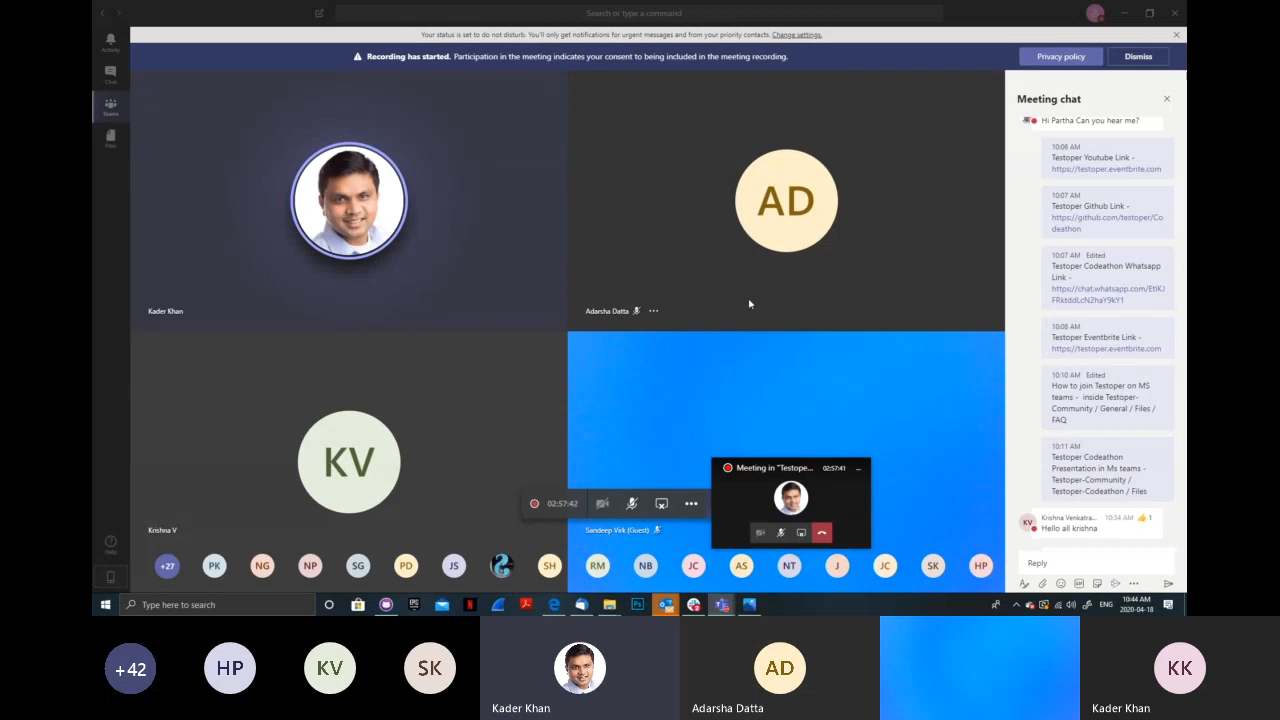 Search or type a command
Your status is set to do not disturb. You'll only get notifications for urgent messages and from your priority contacts. Change settings.
Recording has started. Participation in the meeting indicates your consent to being included in the meeting recording.
Privacy policy
Dismiss
Activity
Chat
Teams
Files
Help
AD
Kader Khan
Adarsha Datta
KV
Krishna V
Sandeep Virk (Guest)
02:57:42
Meeting in "Testope...
02:57:41
+27
PK
NG
NP
SG
PD
JS
SH
RM
NB
JC
AS
NT
J
JC
SK
HP
Meeting chat
Hi Partha Can you hear me?
10:06 AM
Testoper Youtube Link -
https://testoper.eventbrite.com
10:07 AM
Testoper Github Link -
https://github.com/testoper/Co
deathon
10:07 AM Edited
Testoper Codeathon Whatsapp
Link -
10:08 AM
Testoper Eventbrite Link -
https://testoper.eventbrite.com
10:10 AM Edited
How to join Testoper on MS
teams - inside Testoper-
Community / General / Files /
FAQ
10:11 AM
Testoper Codeathon
Presentation in Ms teams -
Testoper-Community /
Testoper-Codeathon / Files
KV
Krishna Venkatra...
10:34 AM
1
Hello all krishna
Reply
Type here to search
ENG
10:44 AM
2020-04-18
+42
HP
KV
SK
Kader Khan
AD
Adarsha Datta
KK
Kader Khan